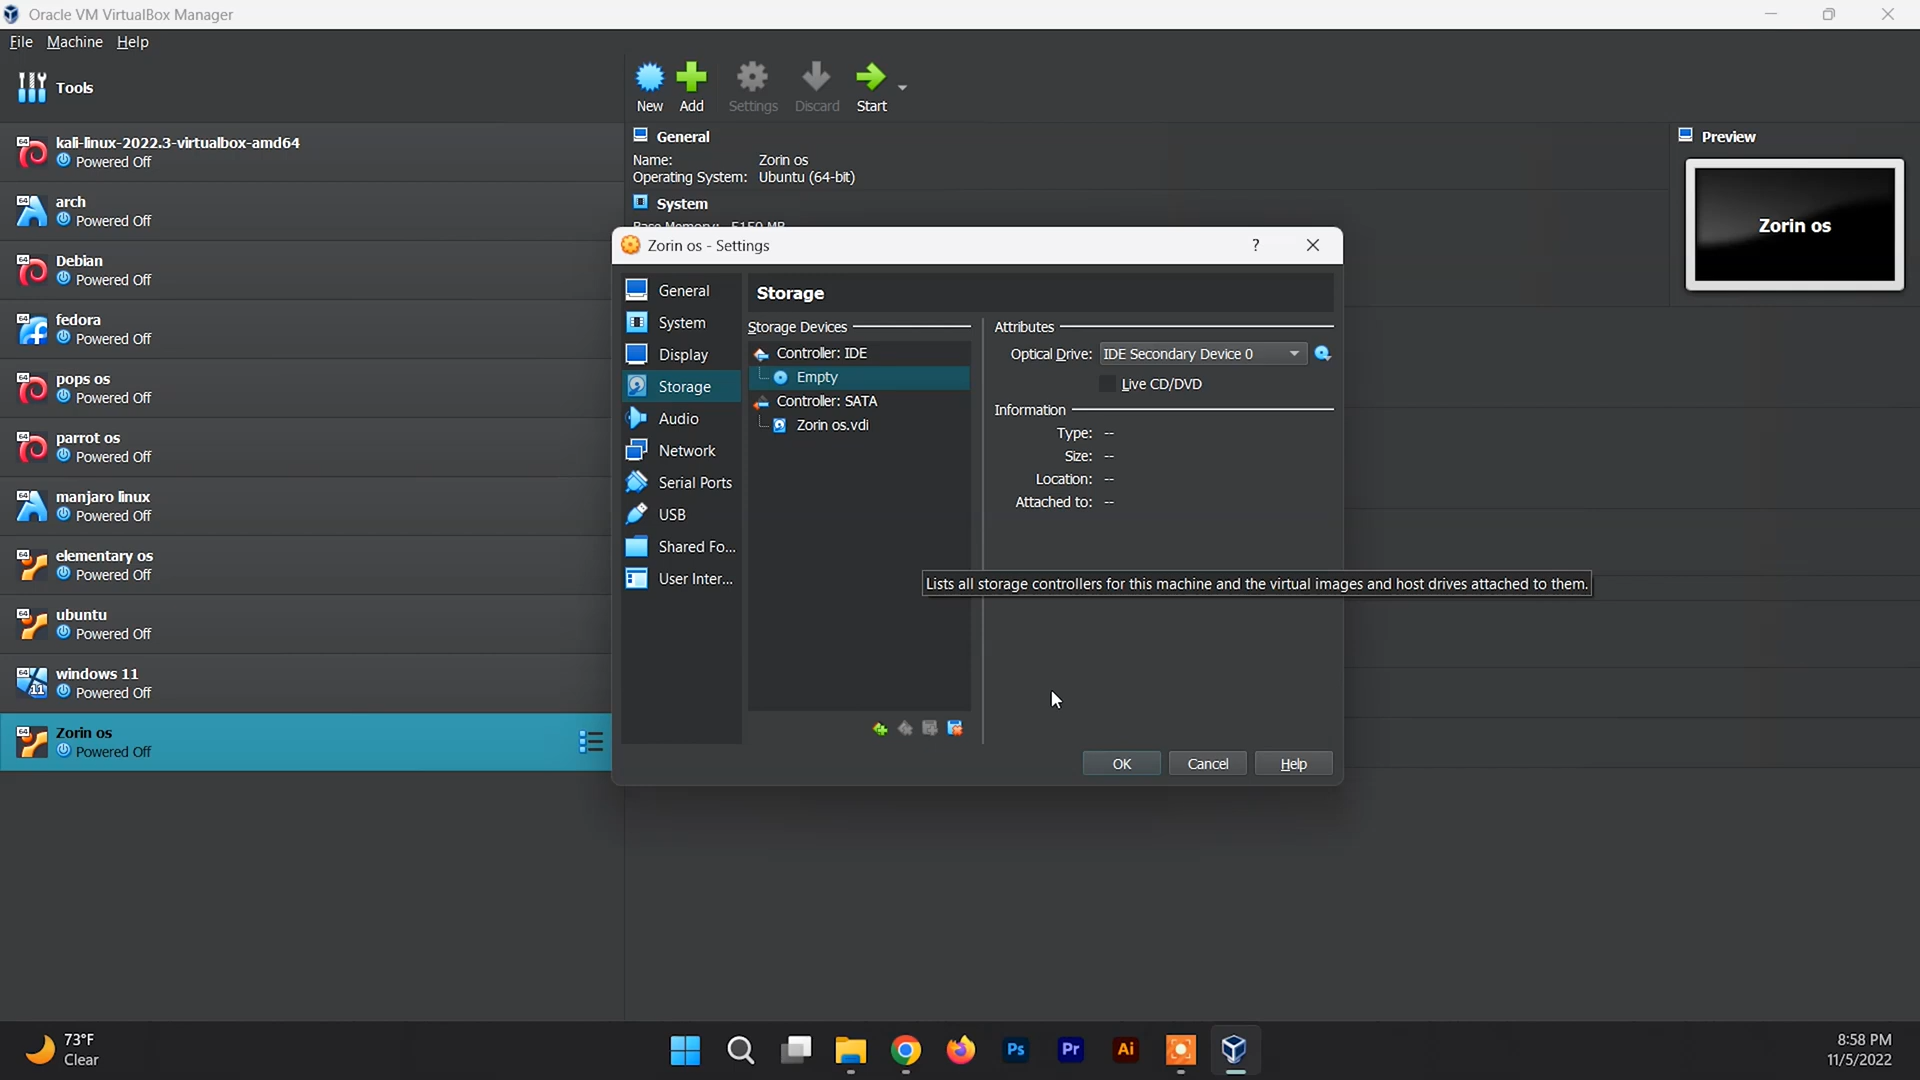 Oracle VM VirtualBox Manager
File Machine Help
Tools
New Add Settings Discard Start
kali-linux-2022.3-virtualbox-amd64
Powered Off
arch
Powered Off
Debian
Powered Off
fedora
Powered Off
pops os
Powered Off
parrot os
Powered Off
manjaro linux
Powered Off
elementary os
Powered Off
ubuntu
Powered Off
windows 11
Powered Off
Zorin os
Powered Off
General
Name: Zorin os
Operating System: Ubuntu (64-bit)
System
Base Memory: 5150 MB
Preview
Zorin os
Zorin os - Settings
?
General
System
Display
Storage
Audio
Network
Serial Ports
USB
Shared Fo...
User Inter...
Storage
Storage Devices
Controller: IDE
Empty
Controller: SATA
Zorin os.vdi
Attributes
Optical Drive: IDE Secondary Device 0
Live CD/DVD
Information
Type: --
Size: --
Location: --
Attached to: --
Lists all storage controllers for this machine and the virtual images and host drives attached to them.
OK Cancel Help
73°F
Clear
Ps Pr Ai
8:58 PM
11/5/2022